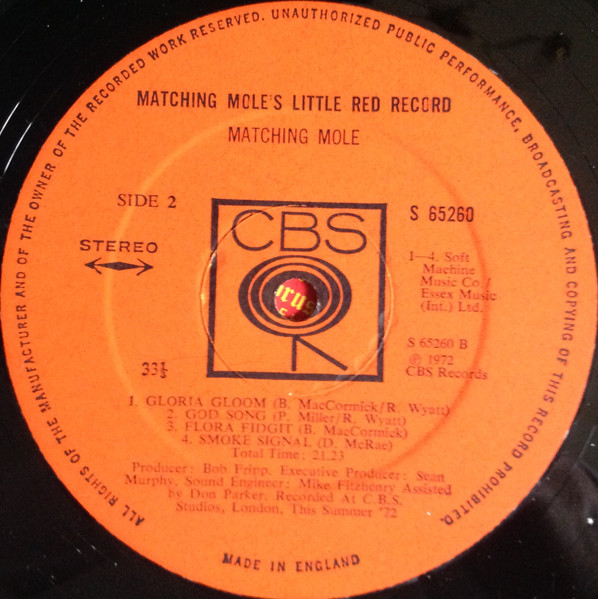 ALL RIGHTS OF THE MANUFACTURER AND OF THE OWNER OF THE RECORDED WORK RESERVED. UNAUTHORIZED PUBLIC PERFORMANCE, BROADCASTING AND COPYING OF THIS RECORD PROHIBITED.
MATCHING MOLE'S LITTLE RED RECORD
MATCHING MOLE
SIDE 2
STEREO
33⅓
CBS
S 65260
1—4. Soft
Machine
Music Co./
Essex Music
(Int.) Ltd.
S 65260 B
℗ 1972
CBS Records
1. GLORIA GLOOM (B. MacCormick/R. Wyatt)
2. GOD SONG (P. Miller/R. Wyatt)
3. FLORA FIDGIT (B. MacCormick)
4. SMOKE SIGNAL (D. McRae)
Total Time: 21.23
Producer: Bob Fripp. Executive Producer: Sean
Murphy. Sound Engineer: Mike Fitzhenry Assisted
by Don Parker. Recorded At C.B.S.
Studios, London, This Summer '72
MADE IN ENGLAND